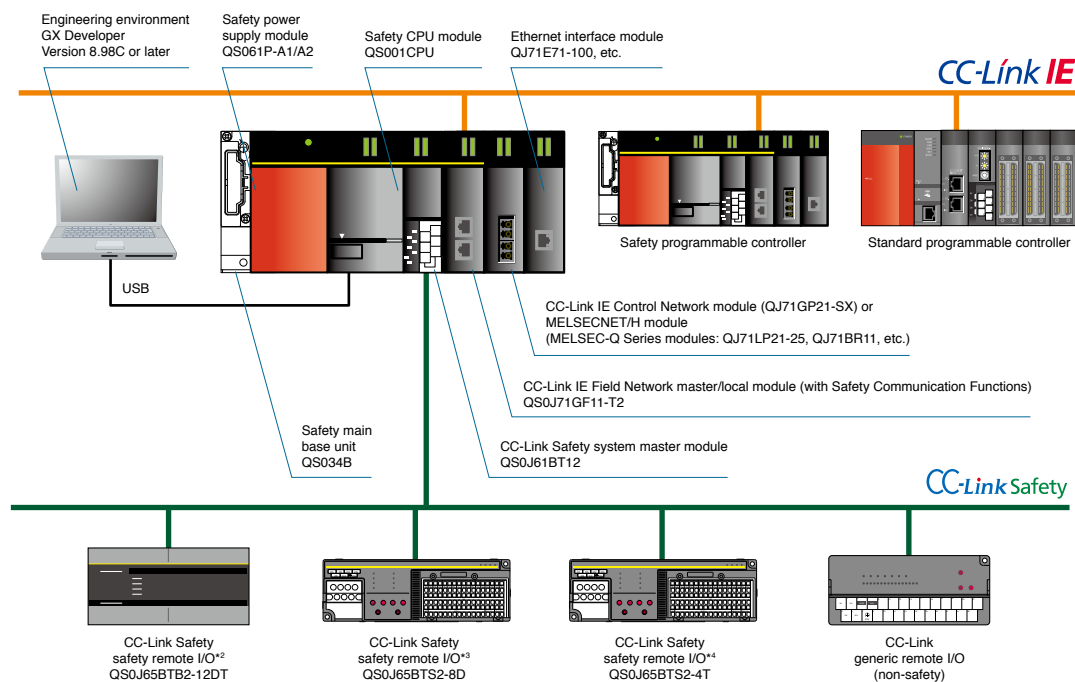 Engineering environment
GX Developer
Version 8.98C or later
Safety power
supply module
QS061P-A1/A2
Safety CPU module
QS001CPU
Ethernet interface module
QJ71E71-100, etc.
CC-Link IE
Safety programmable controller
Standard programmable controller
USB
CC-Link IE Control Network module (QJ71GP21-SX) or
MELSECNET/H module
(MELSEC-Q Series modules: QJ71LP21-25, QJ71BR11, etc.)
CC-Link IE Field Network master/local module (with Safety Communication Functions)
QS0J71GF11-T2
Safety main
base unit
QS034B
CC-Link Safety system master module
QS0J61BT12
CC-Link Safety
CC-Link Safety
safety remote I/O*2
QS0J65BTB2-12DT
CC-Link Safety
safety remote I/O*3
QS0J65BTS2-8D
CC-Link Safety
safety remote I/O*4
QS0J65BTS2-4T
CC-Link
generic remote I/O
(non-safety)